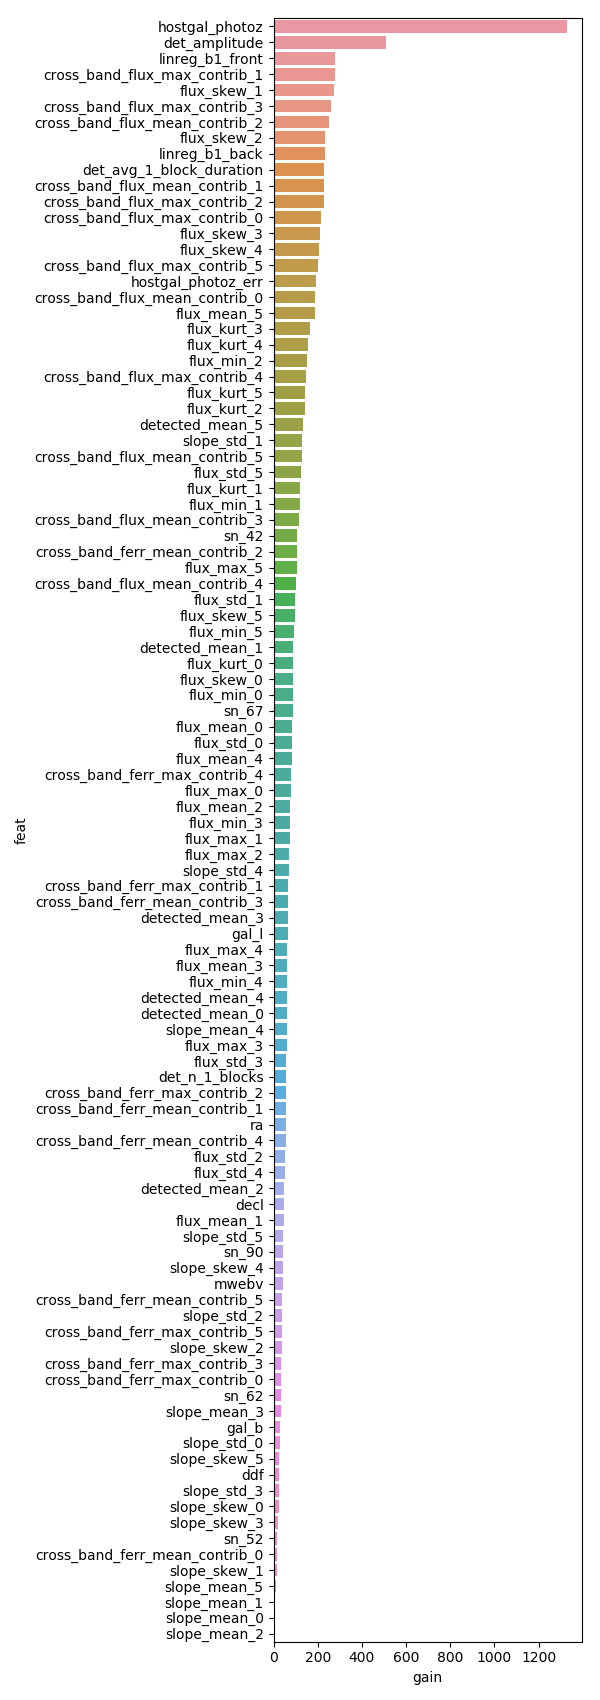 hostgal_photoz
det_amplitude
linreg_b1_front
cross_band_flux_max_contrib_1
flux_skew_1
cross_band_flux_max_contrib_3
cross_band_flux_mean_contrib_2
flux_skew_2
linreg_b1_back
det_avg_1_block_duration
cross_band_flux_mean_contrib_1
cross_band_flux_max_contrib_2
cross_band_flux_max_contrib_0
flux_skew_3
flux_skew_4
cross_band_flux_max_contrib_5
hostgal_photoz_err
cross_band_flux_mean_contrib_0
flux_mean_5
flux_kurt_3
flux_kurt_4
flux_min_2
cross_band_flux_max_contrib_4
flux_kurt_5
flux_kurt_2
detected_mean_5
slope_std_1
cross_band_flux_mean_contrib_5
flux_std_5
flux_kurt_1
flux_min_1
cross_band_flux_mean_contrib_3
sn_42
cross_band_ferr_mean_contrib_2
flux_max_5
cross_band_flux_mean_contrib_4
flux_std_1
flux_skew_5
flux_min_5
detected_mean_1
flux_kurt_0
flux_skew_0
flux_min_0
sn_67
flux_mean_0
flux_std_0
flux_mean_4
cross_band_ferr_max_contrib_4
flux_max_0
flux_mean_2
flux_min_3
flux_max_1
flux_max_2
slope_std_4
cross_band_ferr_max_contrib_1
cross_band_ferr_mean_contrib_3
detected_mean_3
gal_l
flux_max_4
flux_mean_3
flux_min_4
detected_mean_4
detected_mean_0
slope_mean_4
flux_max_3
flux_std_3
det_n_1_blocks
cross_band_ferr_max_contrib_2
cross_band_ferr_mean_contrib_1
ra
cross_band_ferr_mean_contrib_4
flux_std_2
flux_std_4
detected_mean_2
decl
flux_mean_1
slope_std_5
sn_90
slope_skew_4
mwebv
cross_band_ferr_mean_contrib_5
slope_std_2
cross_band_ferr_max_contrib_5
slope_skew_2
cross_band_ferr_max_contrib_3
cross_band_ferr_max_contrib_0
sn_62
slope_mean_3
gal_b
slope_std_0
slope_skew_5
ddf
slope_std_3
slope_skew_0
slope_skew_3
sn_52
cross_band_ferr_mean_contrib_0
slope_skew_1
slope_mean_5
slope_mean_1
slope_mean_0
slope_mean_2
feat
0 200 400 600 800 1000 1200
gain